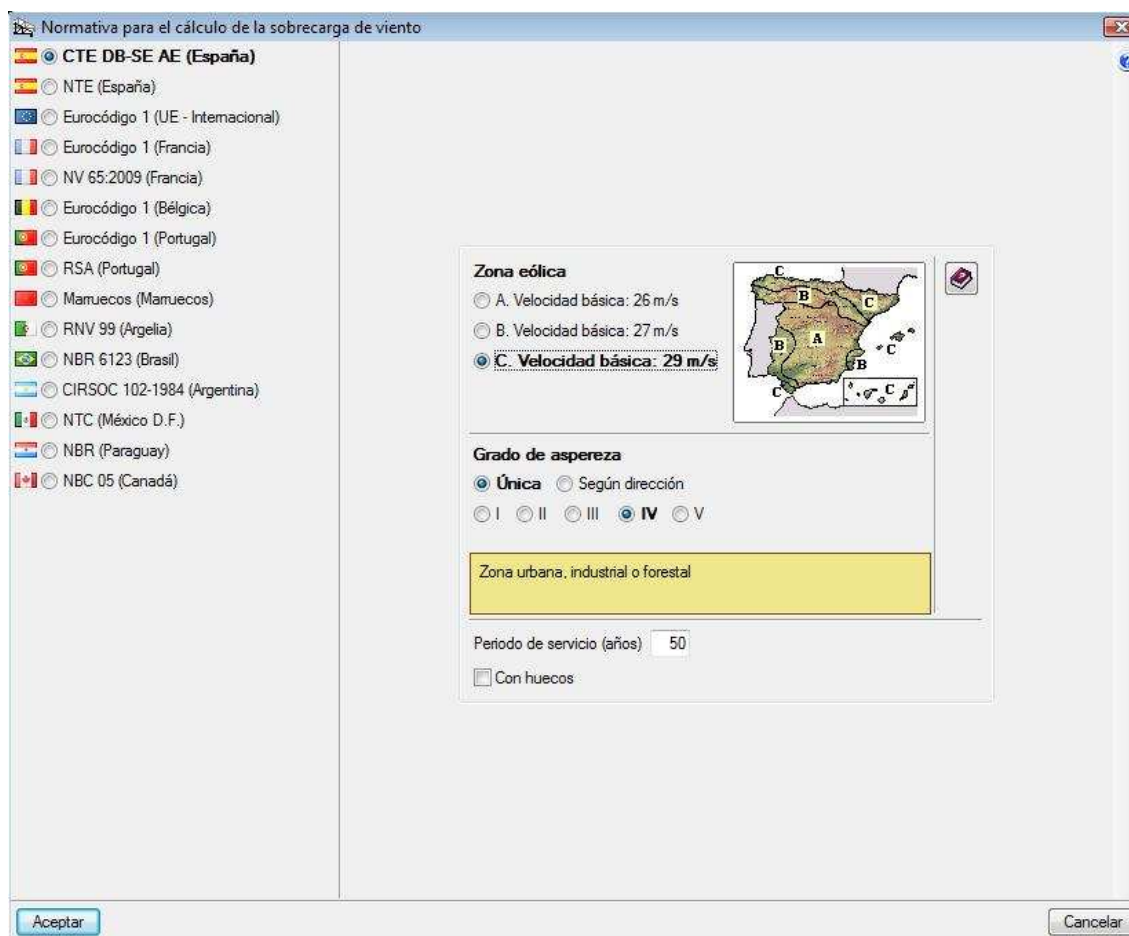 Normativa para el cálculo de la sobrecarga de viento
CTE DB-SE AE (España)
NTE (España)
Eurocódigo 1 (UE - Internacional)
Eurocódigo 1 (Francia)
NV 65:2009 (Francia)
Eurocódigo 1 (Bélgica)
Eurocódigo 1 (Portugal)
RSA (Portugal)
Marruecos (Marruecos)
RNV 99 (Argelia)
NBR 6123 (Brasil)
CIRSOC 102-1984 (Argentina)
NTC (México D.F.)
NBR (Paraguay)
NBC 05 (Canadá)
Zona eólica
A. Velocidad básica: 26 m/s
B. Velocidad básica: 27 m/s
C. Velocidad básica: 29 m/s
C
B
C
B
A
C
B
C
C
Grado de aspereza
Única Según dirección
I II III IV V
Zona urbana, industrial o forestal
Periodo de servicio (años) 50
Con huecos
Aceptar
Cancelar